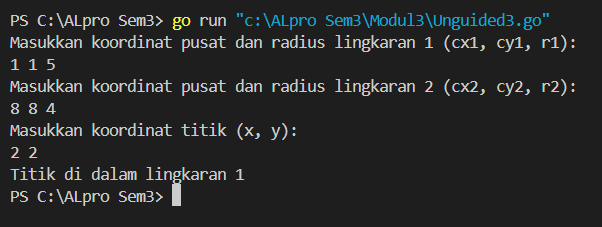 PS C:\ALpro Sem3> go run "c:\ALpro Sem3\Modul3\Unguided3.go"
Masukkan koordinat pusat dan radius lingkaran 1 (cx1, cy1, r1):
1 1 5
Masukkan koordinat pusat dan radius lingkaran 2 (cx2, cy2, r2):
8 8 4
Masukkan koordinat titik (x, y):
2 2
Titik di dalam lingkaran 1
PS C:\ALpro Sem3>